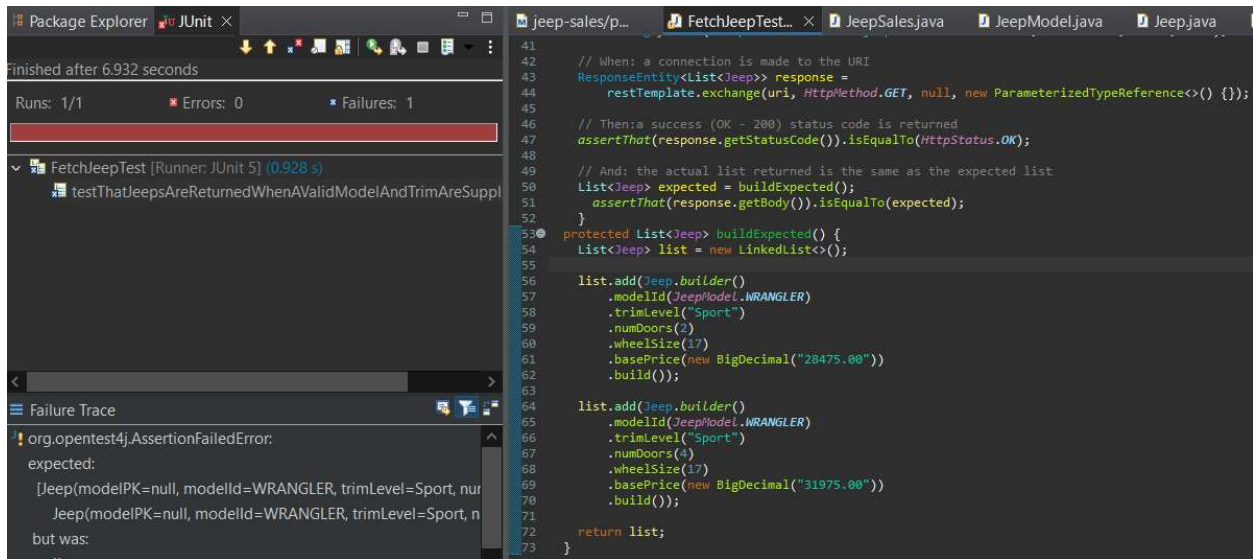 Package Explorer JUnit
Finished after 6.932 seconds
Runs: 1/1 Errors: 0 Failures: 1
FetchJeepTest [Runner: JUnit 5] (0.928 s)
testThatJeepsAreReturnedWhenAValidModelAndTrimAreSuppl
Failure Trace
org.opentest4j.AssertionFailedError:
expected:
[Jeep(modelPK=null, modelId=WRANGLER, trimLevel=Sport, nur
Jeep(modelPK=null, modelId=WRANGLER, trimLevel=Sport, n
but was:
jeep-sales/p... FetchJeepTest... JeepSales.java JeepModel.java Jeep.java
41
42 // When: a connection is made to the URI
43 ResponseEntity<List<Jeep>> response =
44 restTemplate.exchange(uri, HttpMethod.GET, null, new ParameterizedTypeReference<>() {});
45
46 // Then:a success (OK - 200) status code is returned
47 assertThat(response.getStatusCode()).isEqualTo(HttpStatus.OK);
48
49 // And: the actual list returned is the same as the expected list
50 List<Jeep> expected = buildExpected();
51 assertThat(response.getBody()).isEqualTo(expected);
52 }
53 protected List<Jeep> buildExpected() {
54 List<Jeep> list = new LinkedList<>();
55
56 list.add(Jeep.builder()
57 .modelId(JeepModel.WRANGLER)
58 .trimLevel("Sport")
59 .numDoors(2)
60 .wheelSize(17)
61 .basePrice(new BigDecimal("28475.00"))
62 .build());
63
64 list.add(Jeep.builder()
65 .modelId(JeepModel.WRANGLER)
66 .trimLevel("Sport")
67 .numDoors(4)
68 .wheelSize(17)
69 .basePrice(new BigDecimal("31975.00"))
70 .build());
71
72 return list;
73 }